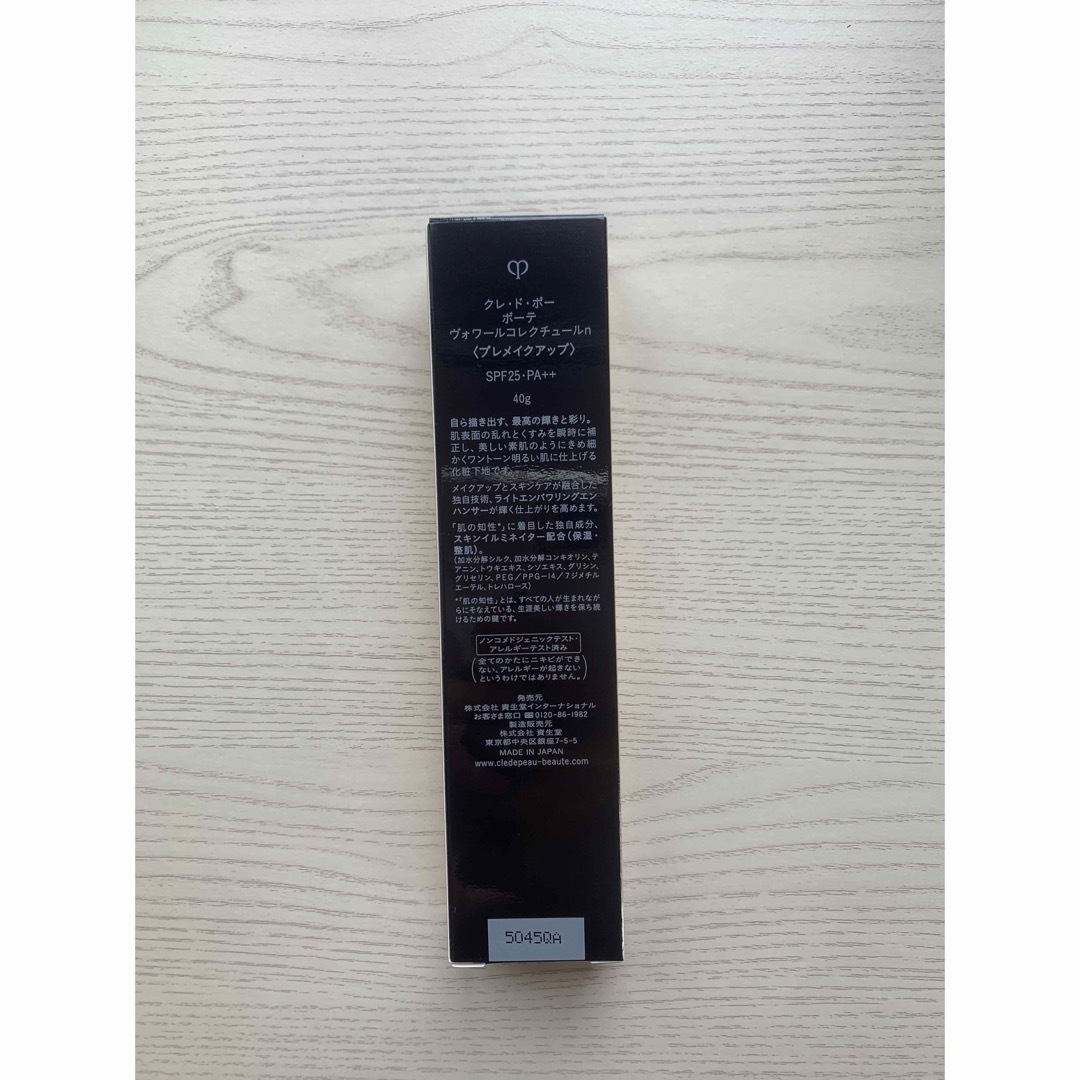 クレ・ド・ポー
ボーテ
ヴォワールコレクチュールn
〈プレメイクアップ〉
SPF25・PA++
40g
自ら描き出す、最高の輝きと彩り。
肌表面の乱れとくすみを瞬時に補
正し、美しい素肌のようにきめ細
かくワントーン明るい肌に仕上げる
化粧下地です。
メイクアップとスキンケアが融合した
独自技術、ライトエンパワリングエン
ハンサーが輝く仕上がりを高めます。
「肌の知性*」に着目した独自成分、
スキンイルミネイター配合(保湿・
整肌)。
(加水分解シルク、加水分解コンキオリン、テ
アニン、トウキエキス、シソエキス、グリシン、
グリセリン、PEG/PPG-14/7ジメチル
エーテル、トレハロース)
*「肌の知性」とは、すべての人が生まれなが
らにそなえている、生涯美しい輝きを保ち続
けるための鍵です。
ノンコメドジェニックテスト・
アレルギーテスト済み
(全てのかたにニキビができ
ない、アレルギーが起きない
というわけではありません。)
発売元
株式会社 資生堂インターナショナル
お客さま窓口 0120-86-1982
製造販売元
株式会社 資生堂
東京都中央区銀座7-5-5
MADE IN JAPAN
www.cledepeau-beaute.com
5045QA